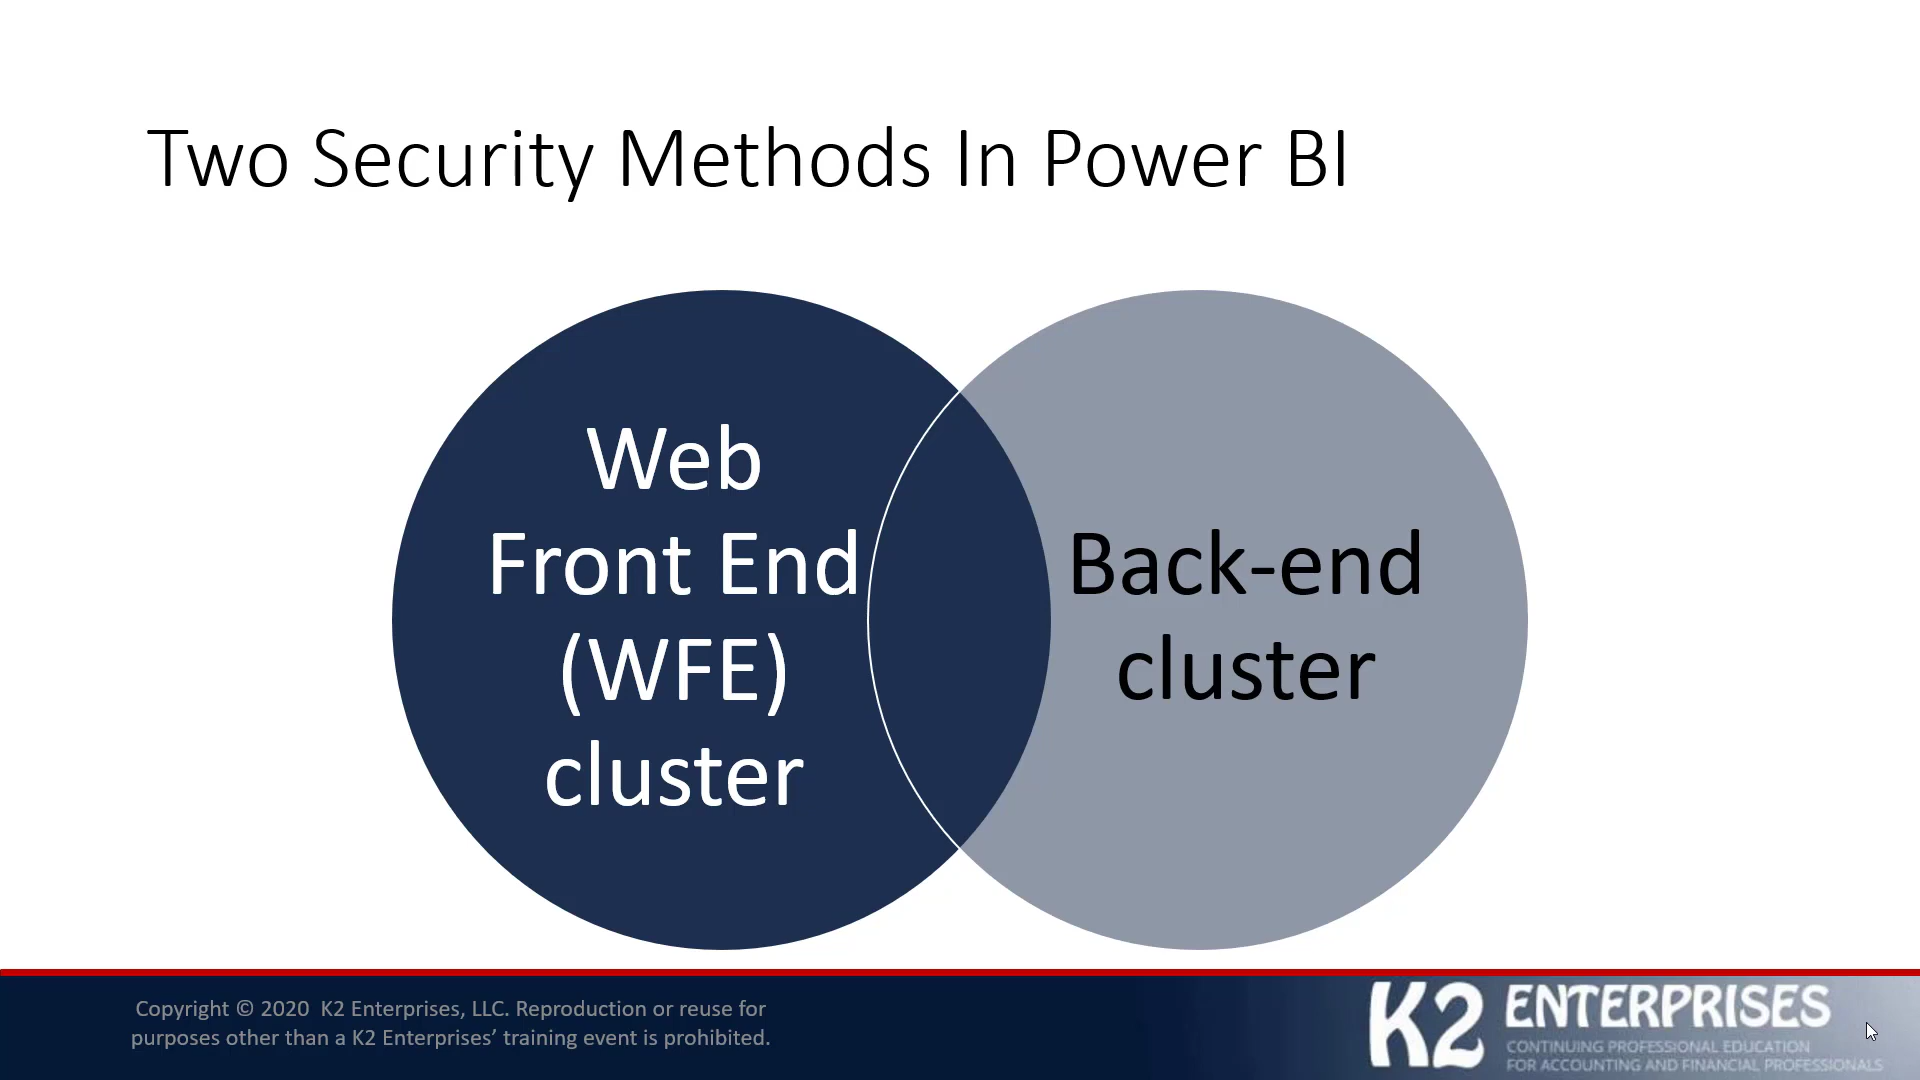 Two Security Methods In Power BI
Web
Front End
(WFE)
cluster
Back-end
cluster
Copyright © 2020  K2 Enterprises, LLC. Reproduction or reuse for
purposes other than a K2 Enterprises’ training event is prohibited.
K2 ENTERPRISES
CONTINUING PROFESSIONAL EDUCATION
FOR ACCOUNTING AND FINANCIAL PROFESSIONALS